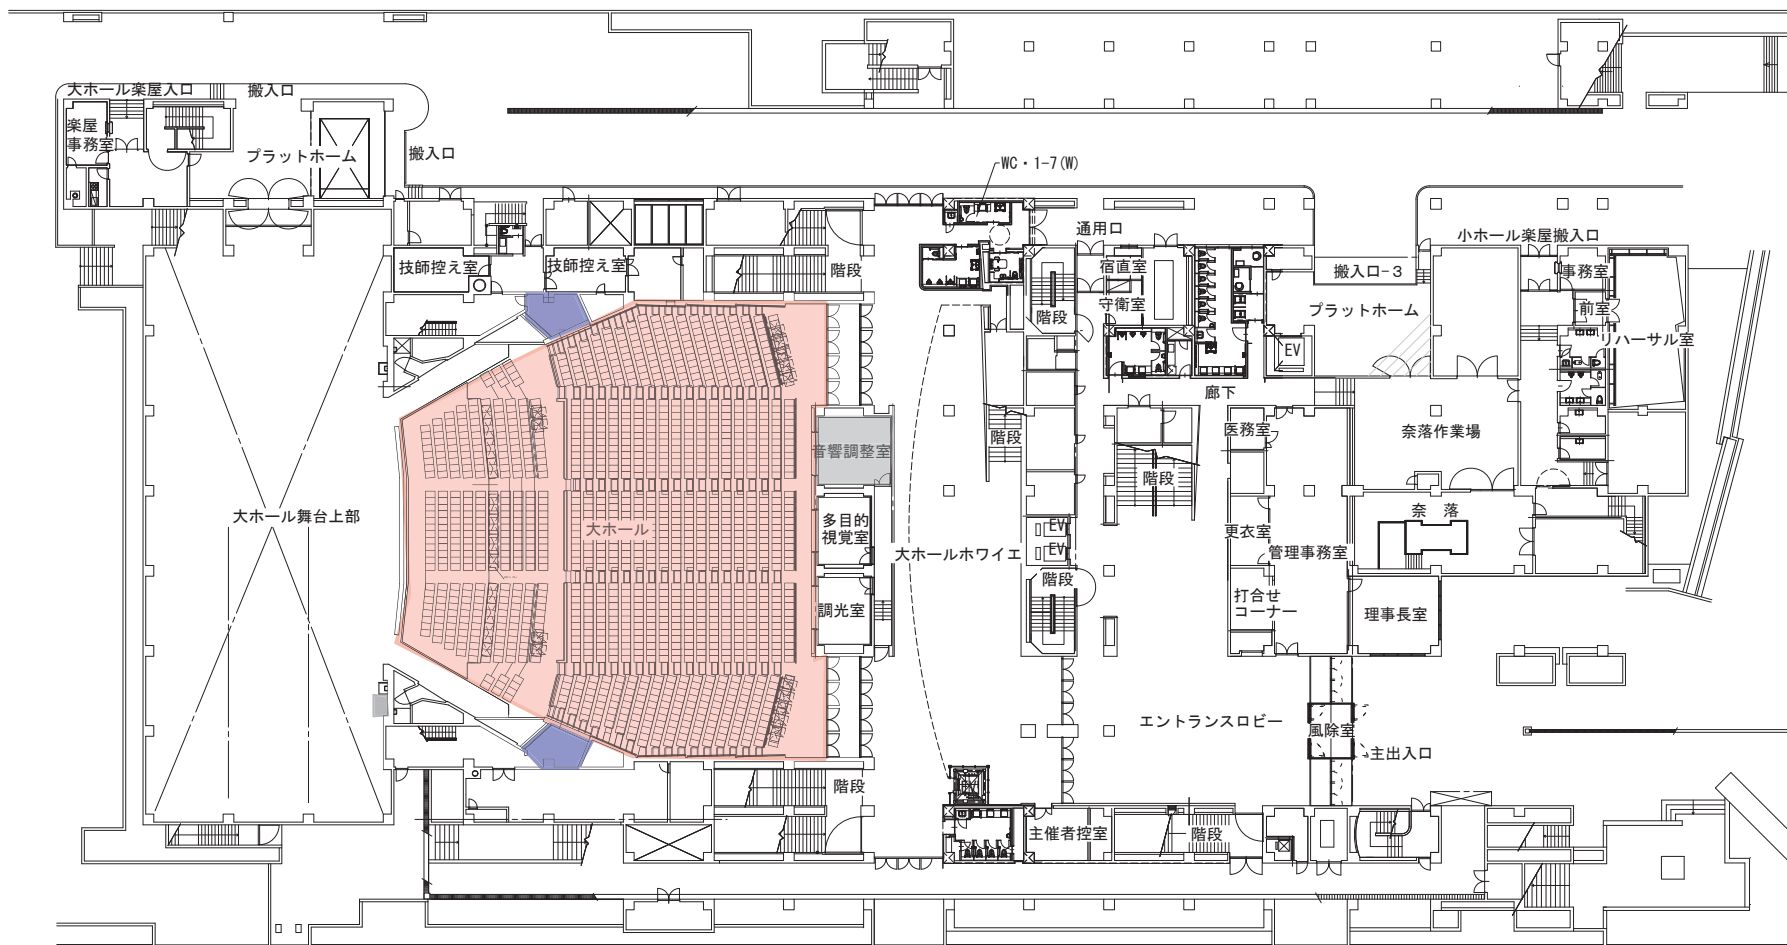 大ホール楽屋入口
搬入口
楽屋
事務室
プラットホーム
搬入口
WC・1-7(W)
通用口
小ホール楽屋搬入口
技師控え室
技師控え室
階段
宿直室
搬入口-3
事務室
守衛室
階段
プラットホーム
前室
リハーサル室
EV
廊下
医務室
奈落作業場
階段
音響調整室
階段
大ホール舞台上部
大ホール
多目的
視覚室
大ホールホワイエ
EV
EV
更衣室
管理事務室
奈 落
階段
調光室
打合せ
コーナー
理事長室
エントランスロビー
風除室
主出入口
階段
主催者控室
階段